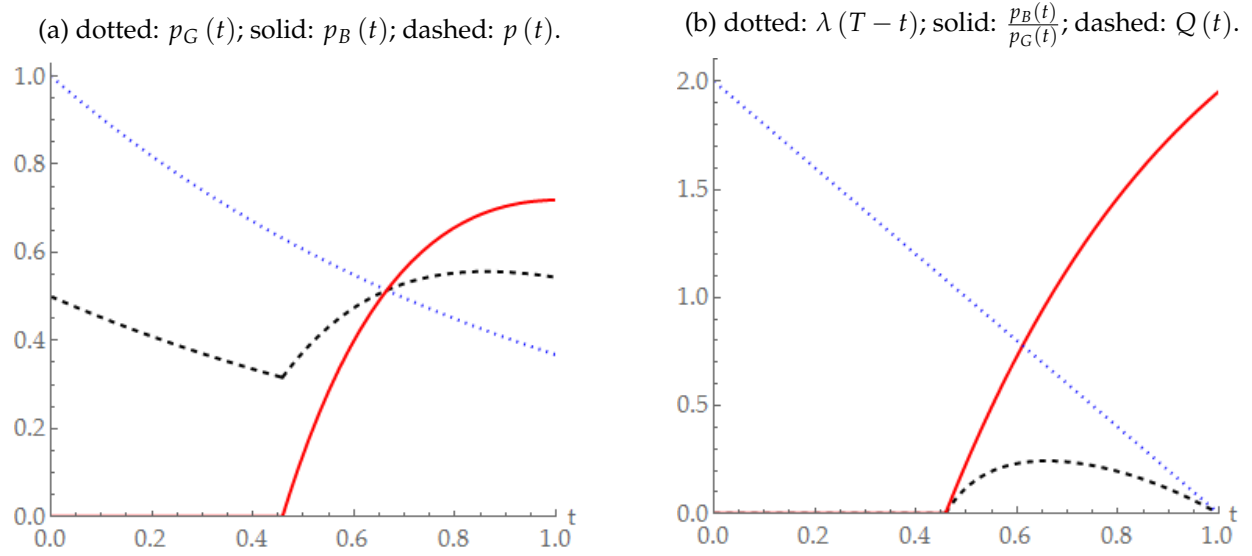 (a) dotted: p_G (t); solid: p_B (t); dashed: p (t).
1.0
0.8
0.6
0.4
0.2
0.0
0.0 0.2 0.4 0.6 0.8 1.0 t
(b) dotted: λ (T − t); solid: p_B(t)/p_G(t); dashed: Q (t).
2.0
1.5
1.0
0.5
0.0
0.0 0.2 0.4 0.6 0.8 1.0 t